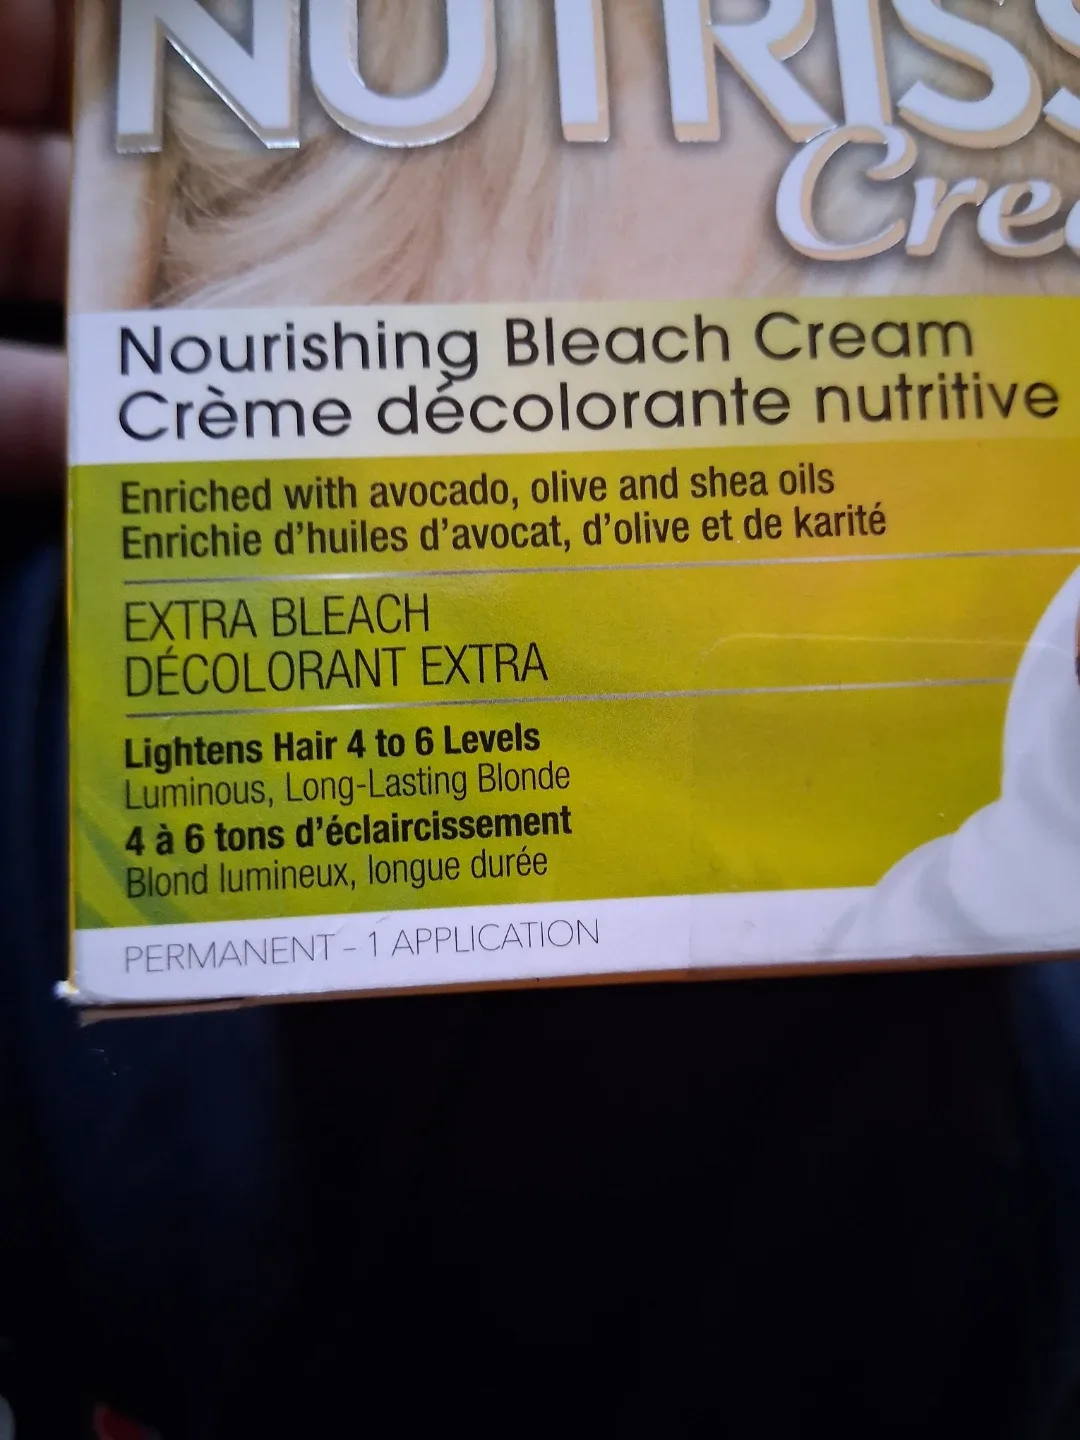 NUTRISS
Crea
Nourishing Bleach Cream
Crème décolorante nutritive
Enriched with avocado, olive and shea oils
Enrichie d'huiles d'avocat, d'olive et de karité
EXTRA BLEACH
DÉCOLORANT EXTRA
Lightens Hair 4 to 6 Levels
Luminous, Long-Lasting Blonde
4 à 6 tons d'éclaircissement
Blond lumineux, longue durée
PERMANENT - 1 APPLICATION